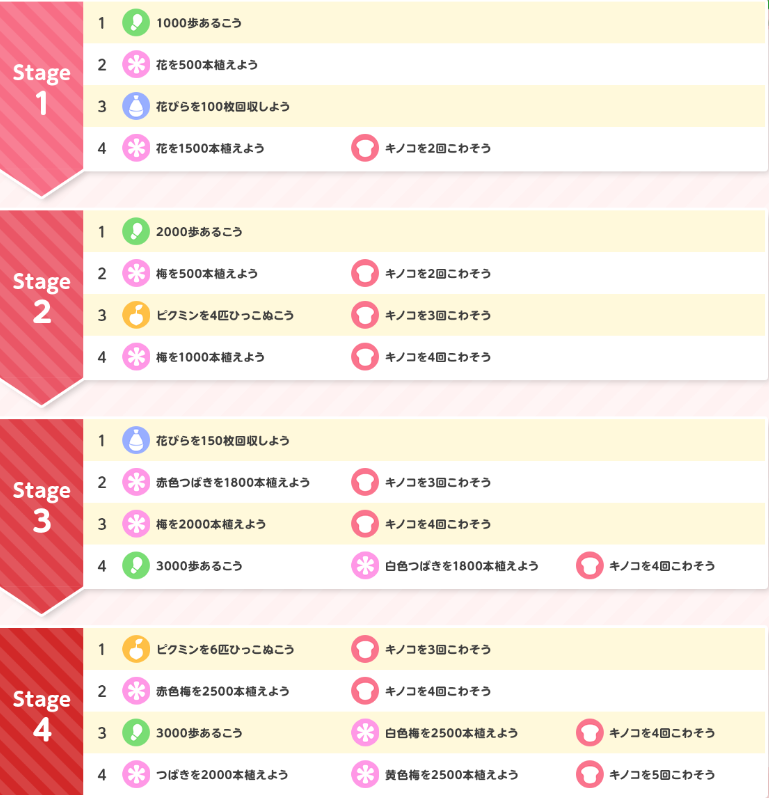 Stage
1
1 1000歩あるこう
2 花を500本植えよう
3 花びらを100枚回収しよう
4 花を1500本植えよう キノコを2回こわそう
Stage
2
1 2000歩あるこう
2 梅を500本植えよう キノコを2回こわそう
3 ピクミンを4匹ひっこぬこう キノコを3回こわそう
4 梅を1000本植えよう キノコを4回こわそう
Stage
3
1 花びらを150枚回収しよう
2 赤色つばきを1800本植えよう キノコを3回こわそう
3 梅を2000本植えよう キノコを4回こわそう
4 3000歩あるこう 白色つばきを1800本植えよう キノコを4回こわそう
Stage
4
1 ピクミンを6匹ひっこぬこう キノコを3回こわそう
2 赤色梅を2500本植えよう キノコを4回こわそう
3 3000歩あるこう 白色梅を2500本植えよう キノコを4回こわそう
4 つばきを2000本植えよう 黄色梅を2500本植えよう キノコを5回こわそう